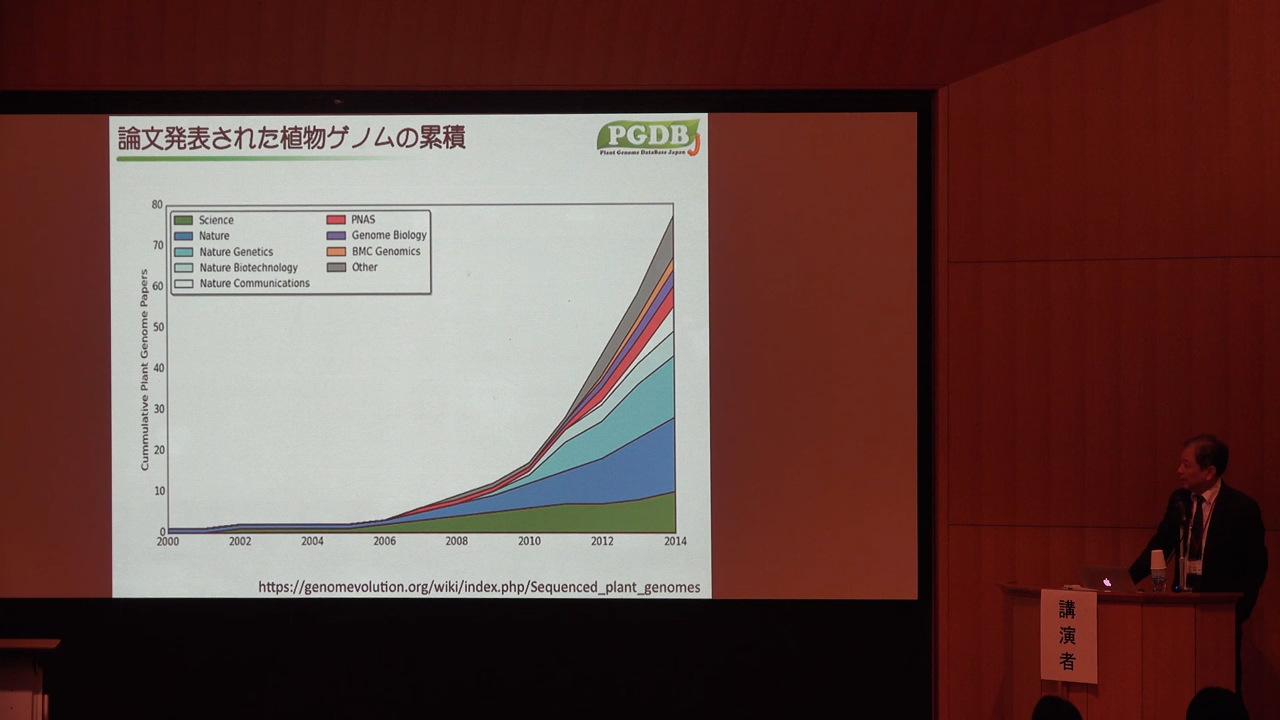 論文発表された植物ゲノムの累積
PGDBJ
Plant Genome DataBase Japan
Science
Nature
Nature Genetics
Nature Biotechnology
Nature Communications
PNAS
Genome Biology
BMC Genomics
Other
Cummulative Plant Genome Papers
80
70
60
50
40
30
20
10
0
2000 2002 2004 2006 2008 2010 2012 2014
https://genomevolution.org/wiki/index.php/Sequenced_plant_genomes
講演者